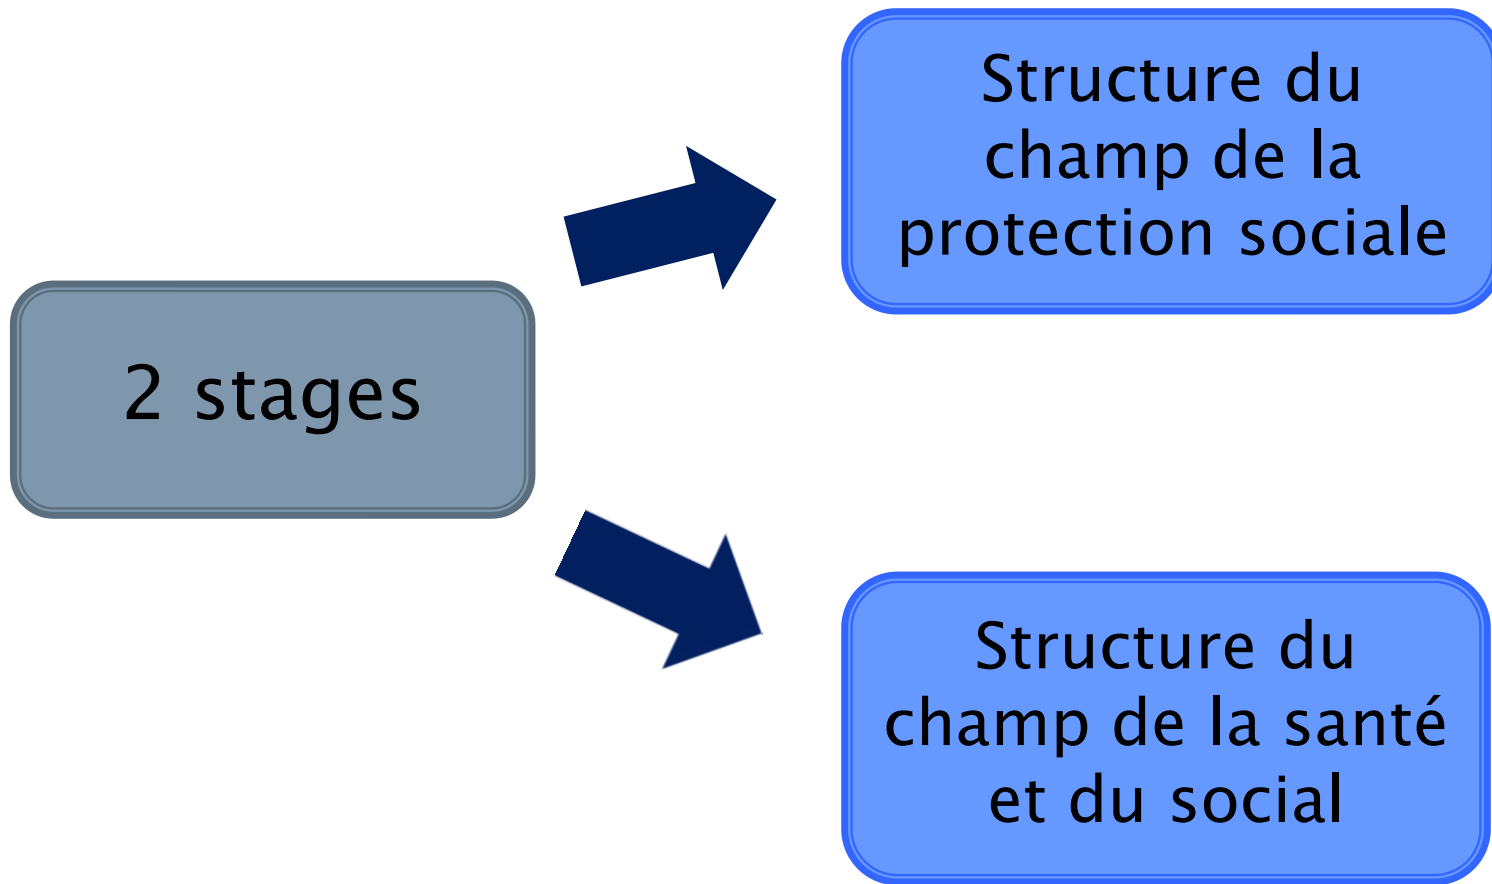 Structure du
champ de la
protection sociale
2 stages
Structure du
champ de la santé
et du social